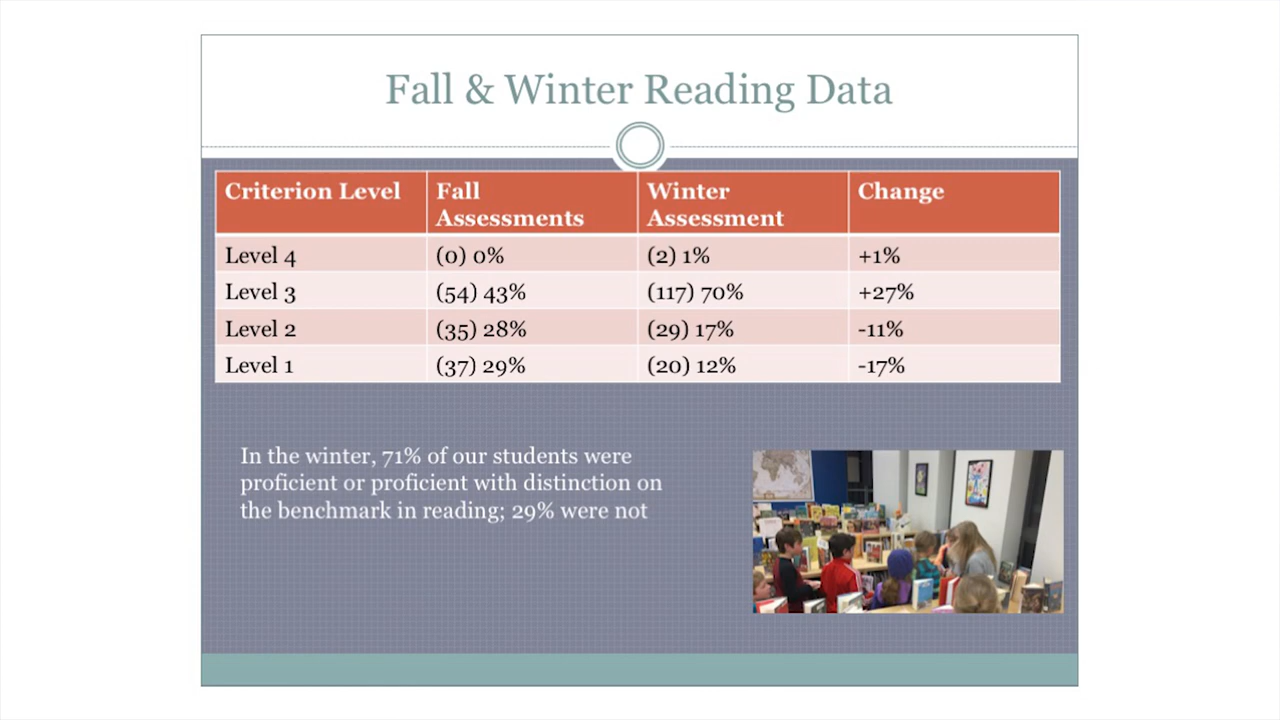 Fall & Winter Reading Data
Criterion Level Fall Assessments Winter Assessment Change
Level 4 (0) 0% (2) 1% +1%
Level 3 (54) 43% (117) 70% +27%
Level 2 (35) 28% (29) 17% -11%
Level 1 (37) 29% (20) 12% -17%
In the winter, 71% of our students were
proficient or proficient with distinction on
the benchmark in reading; 29% were not